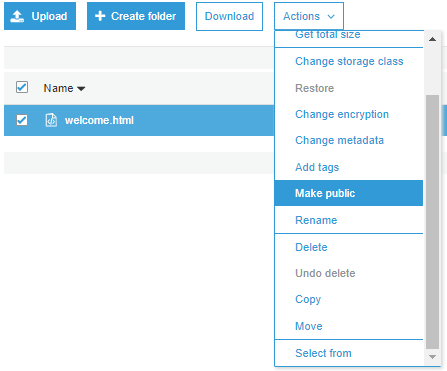 Upload
Create folder
Download
Actions
Get total size
Change storage class
Name
Restore
Change encryption
welcome.html
Change metadata
Add tags
Make public
Rename
Delete
Undo delete
Copy
Move
Select from